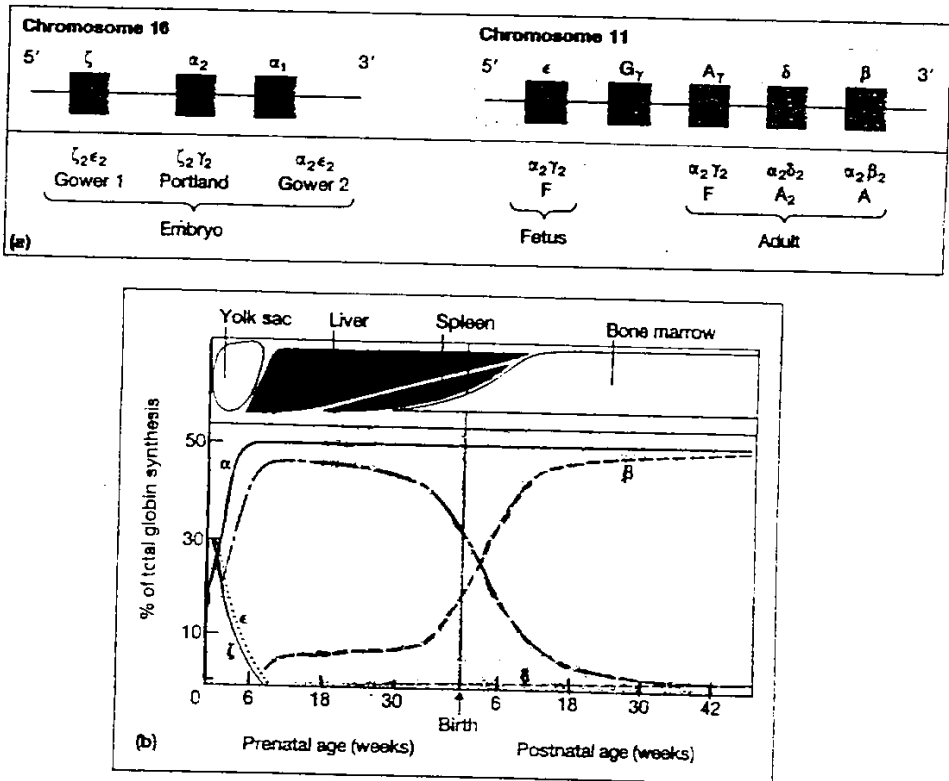 Chromosome 16
5′ ζ α₂ α₁ 3′
ζ₂ε₂ ζ₂γ₂ α₂ε₂
Gower 1 Portland Gower 2
Embryo
(a)
Chromosome 11
5′ ε Gγ Aγ δ β 3′
α₂γ₂ α₂γ₂ α₂δ₂ α₂β₂
F F A₂ A
Fetus Adult
Yolk sac Liver Spleen Bone marrow
% of total globin synthesis
50
30
10
α
ε
ζ
β
δ
0 6 18 30 6 18 30 42
Birth
(b) Prenatal age (weeks) Postnatal age (weeks)